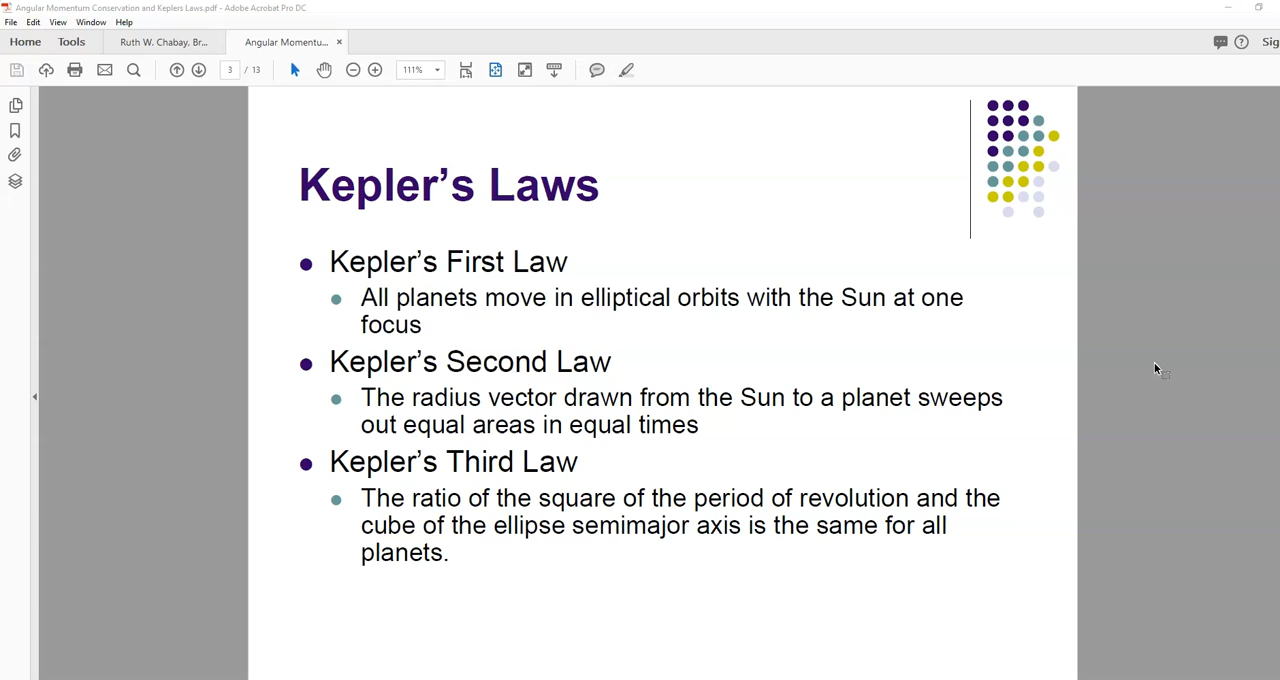 Angular Momentum Conservation and Keplers Laws.pdf - Adobe Acrobat Pro DC
File Edit View Window Help
Home Tools Ruth W. Chabay, Br... Angular Momentu... × Sig
3 / 13 111%
Kepler's Laws
Kepler's First Law
All planets move in elliptical orbits with the Sun at one
focus
Kepler's Second Law
The radius vector drawn from the Sun to a planet sweeps
out equal areas in equal times
Kepler's Third Law
The ratio of the square of the period of revolution and the
cube of the ellipse semimajor axis is the same for all
planets.